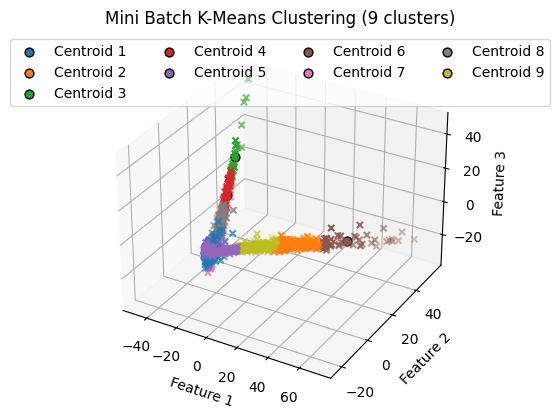 Mini Batch K-Means Clustering (9 clusters)
Centroid 1 Centroid 4 Centroid 6 Centroid 8
Centroid 2 Centroid 5 Centroid 7 Centroid 9
Centroid 3
40
20
0
−20
Feature 3
−40 −20 0 20 40 60
Feature 1
−20 0 20 40
Feature 2